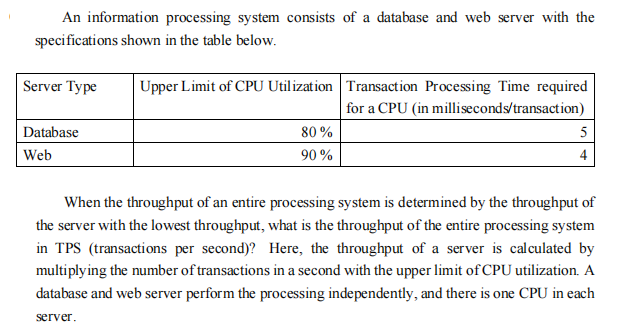 An information processing system consists of a database and web server with the
specifications shown in the table below.
Server Type Upper Limit of CPU Utilization Transaction Processing Time required
for a CPU (in milliseconds/transaction)
Database 80 % 5
Web 90 % 4
When the throughput of an entire processing system is determined by the throughput of
the server with the lowest throughput, what is the throughput of the entire processing system
in TPS (transactions per second)? Here, the throughput of a server is calculated by
multiplying the number of transactions in a second with the upper limit of CPU utilization. A
database and web server perform the processing independently, and there is one CPU in each
server.